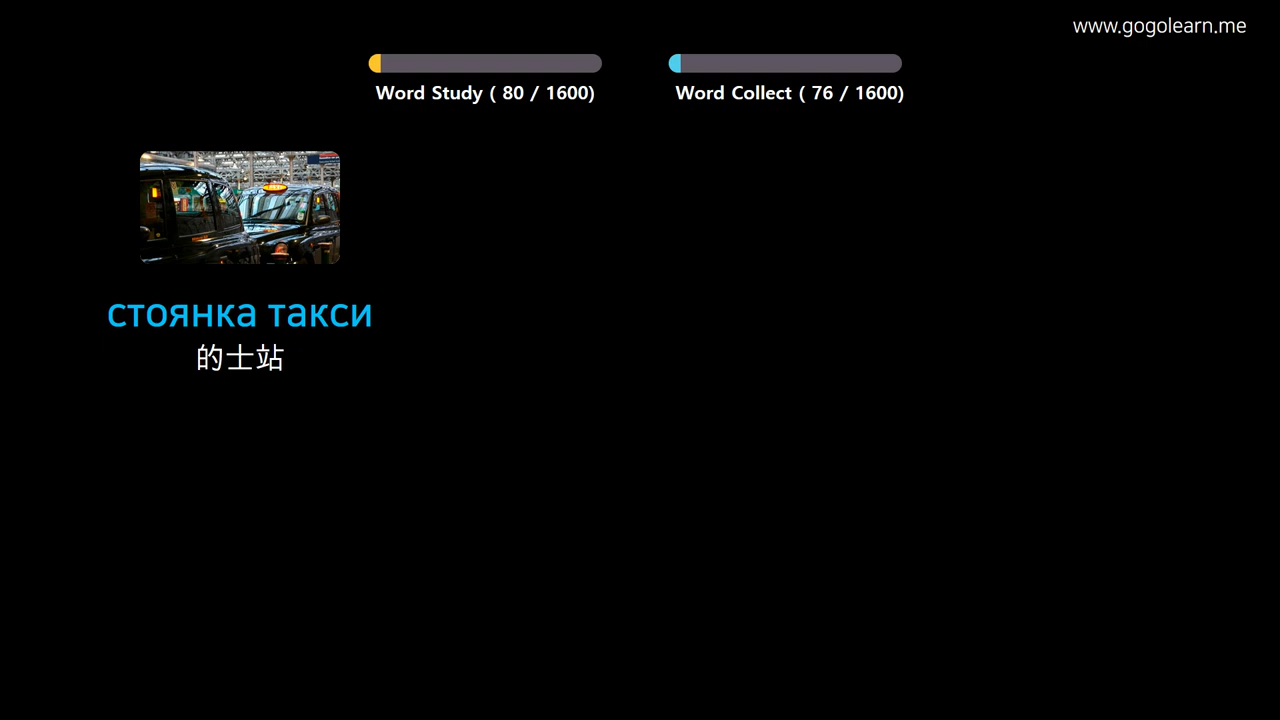 www.gogolearn.me
Word Study ( 80 / 1600)
Word Collect ( 76 / 1600)
стоянка такси
的士站